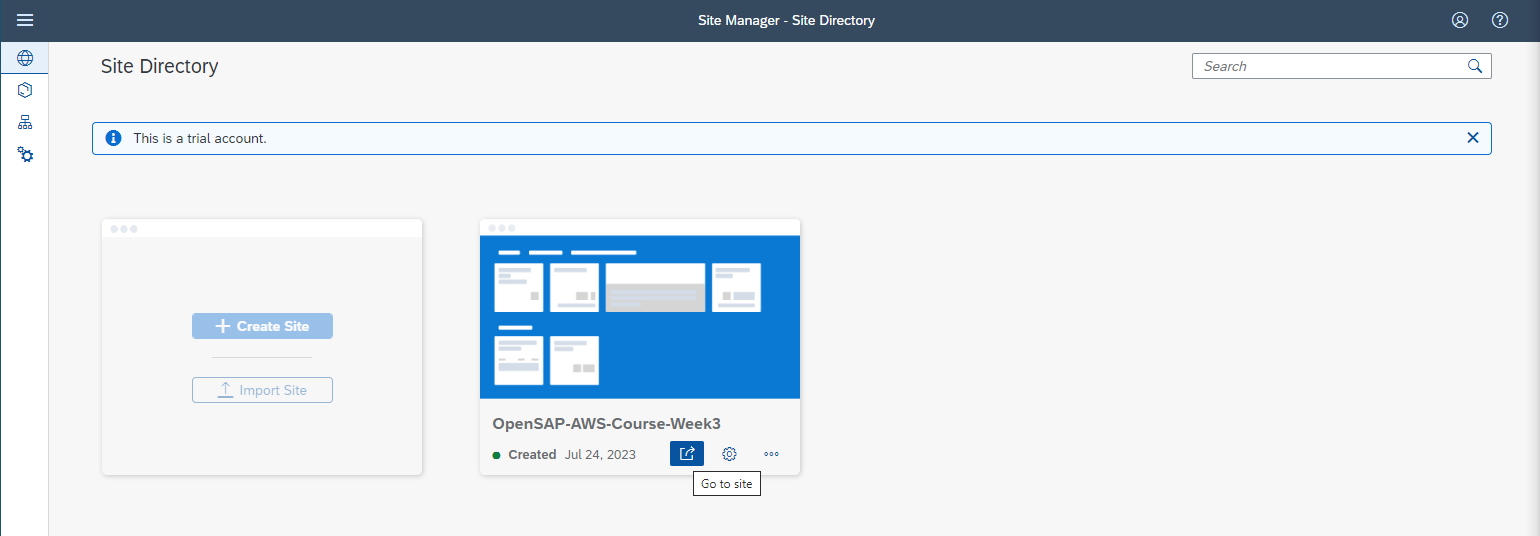 Site Manager - Site Directory
Site Directory
Search
This is a trial account.
Create Site
Import Site
OpenSAP-AWS-Course-Week3
Created Jul 24, 2023
Go to site